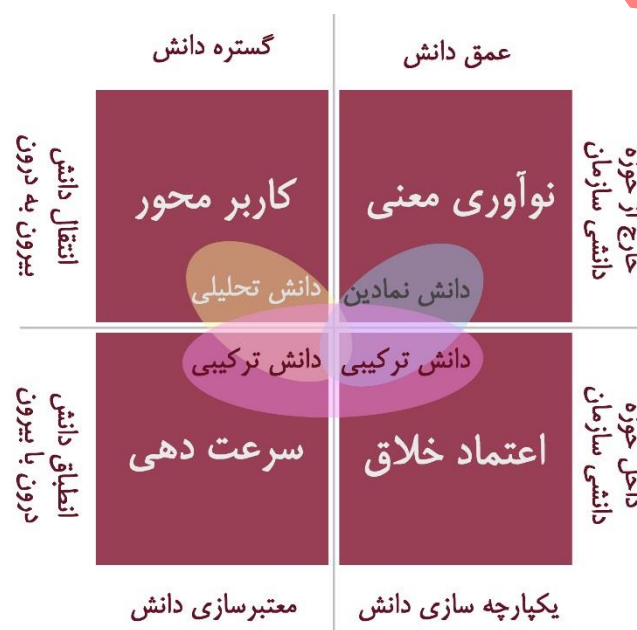 عمق دانش
گستره دانش
خارج از حوزه
دانشی سازمان
نوآوری معنی
کاربر محور
انتقال دانش
بیرون به درون
دانش نمادین
دانش تحلیلی
دانش ترکیبی
دانش ترکیبی
داخل حوزه
دانشی سازمان
اعتماد خلاق
سرعت دهی
انطباق دانش
درون با بیرون
یکپارچه سازی دانش
معتبرسازی دانش